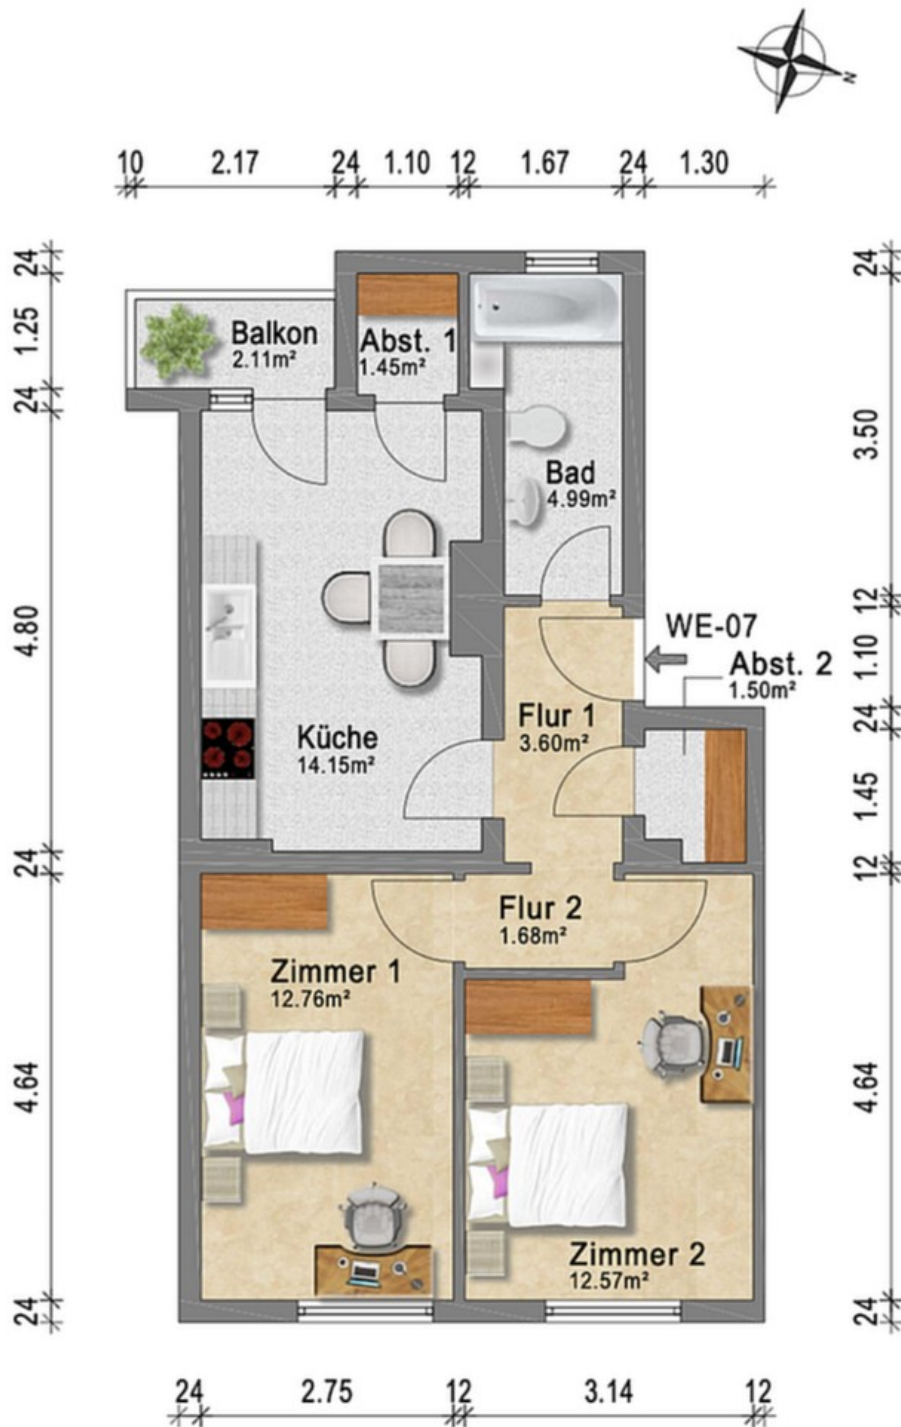 N
10 2.17 24 1.10 12 1.67 24 1.30
24
1.25
24
4.80
24
4.64
24
24
3.50
12
1.10
24
1.45
12
4.64
24
Balkon
2.11m²
Abst. 1
1.45m²
Bad
4.99m²
WE-07
Abst. 2
1.50m²
Flur 1
3.60m²
Küche
14.15m²
Flur 2
1.68m²
Zimmer 1
12.76m²
Zimmer 2
12.57m²
24 2.75 12 3.14 12